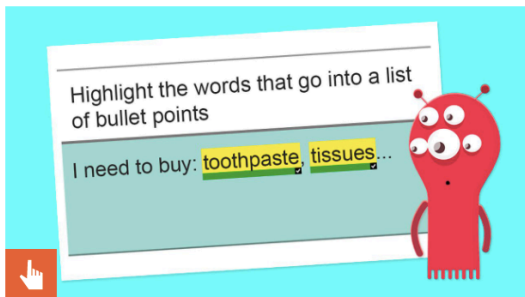 Highlight the words that go into a list
of bullet points
I need to buy: toothpaste, tissues...